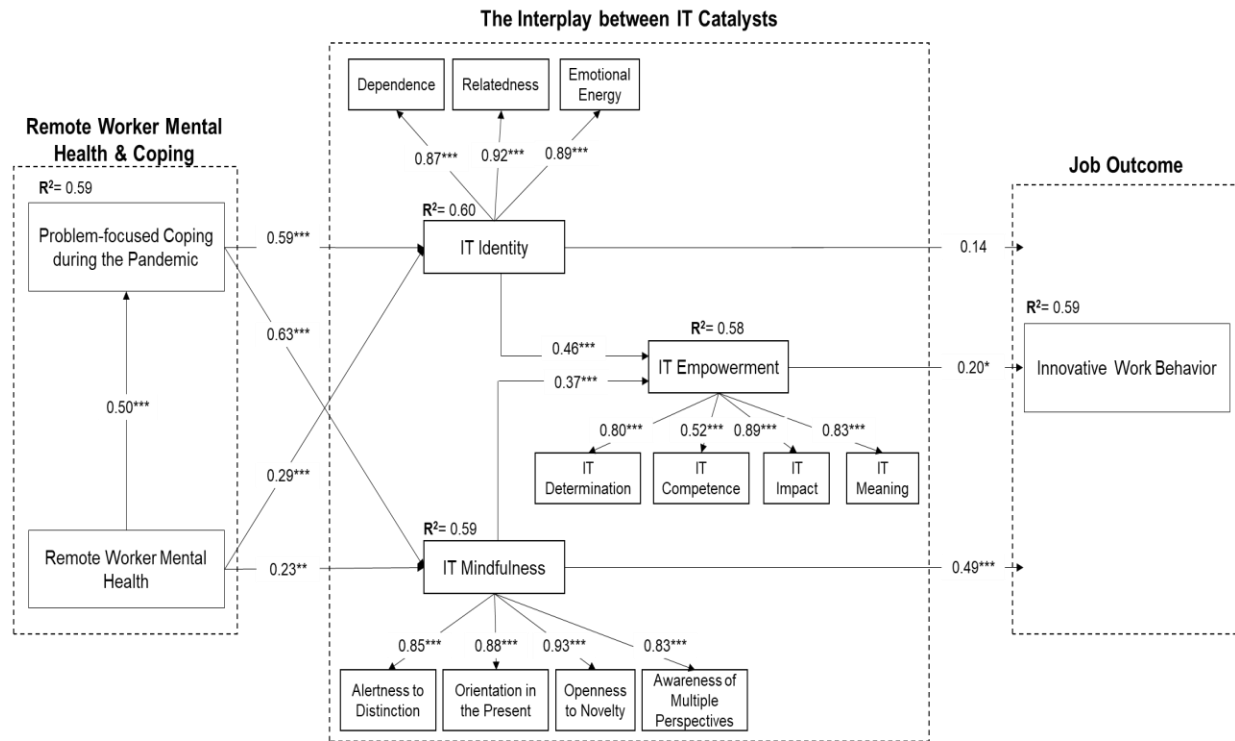 The Interplay between IT Catalysts
Dependence
Relatedness
Emotional
Energy
Remote Worker Mental
Health & Coping
0.87***
0.92***
0.89***
Job Outcome
R²= 0.59
R²= 0.60
Problem-focused Coping
during the Pandemic
0.59***
IT Identity
0.14
R²= 0.59
0.63***
R²= 0.58
0.46***
IT Empowerment
0.20*
Innovative Work Behavior
0.37***
0.50***
0.80***
0.52***
0.89***
0.83***
IT
Determination
IT
Competence
IT
Impact
IT
Meaning
0.29***
R²= 0.59
Remote Worker Mental
Health
0.23**
IT Mindfulness
0.49***
0.85***
0.88***
0.93***
0.83***
Alertness to
Distinction
Orientation in
the Present
Openness
to Novelty
Awareness of
Multiple
Perspectives